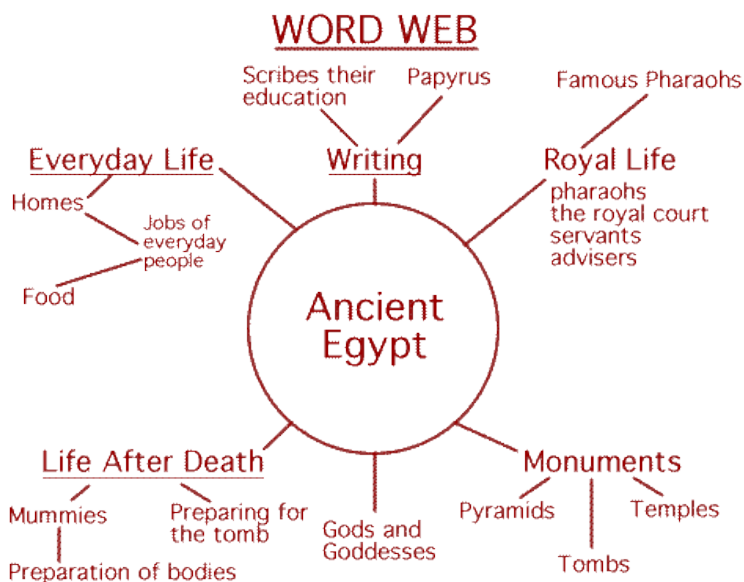 WORD WEB
Scribes their
education
Papyrus
Famous Pharaohs
Everyday Life
Writing
Royal Life
Homes
Jobs of
everyday
people
Food
pharaohs
the royal court
servants
advisers
Ancient
Egypt
Life After Death
Mummies
Preparing for
the tomb
Preparation of bodies
Gods and
Goddesses
Monuments
Pyramids
Temples
Tombs